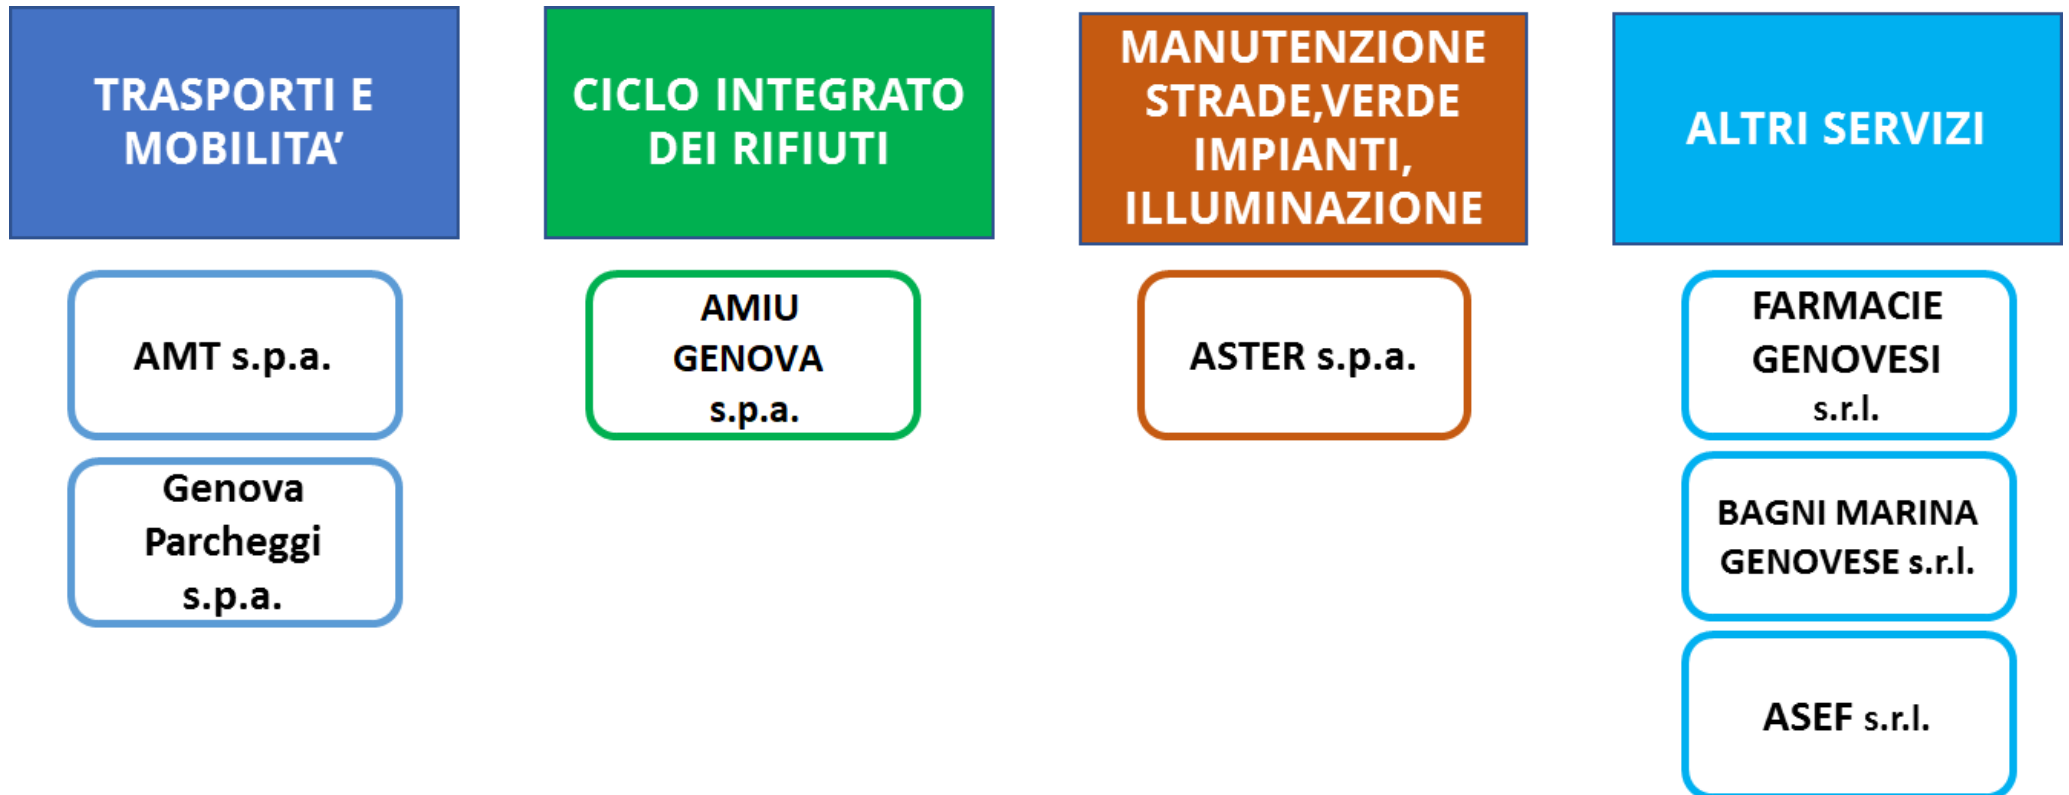 TRASPORTI E
MOBILITA’
CICLO INTEGRATO
DEI RIFIUTI
MANUTENZIONE
STRADE,VERDE
IMPIANTI,
ILLUMINAZIONE
ALTRI SERVIZI
AMT s.p.a.
Genova
Parcheggi
s.p.a.
AMIU
GENOVA
s.p.a.
ASTER s.p.a.
FARMACIE
GENOVESI
s.r.l.
BAGNI MARINA
GENOVESE s.r.l.
ASEF s.r.l.